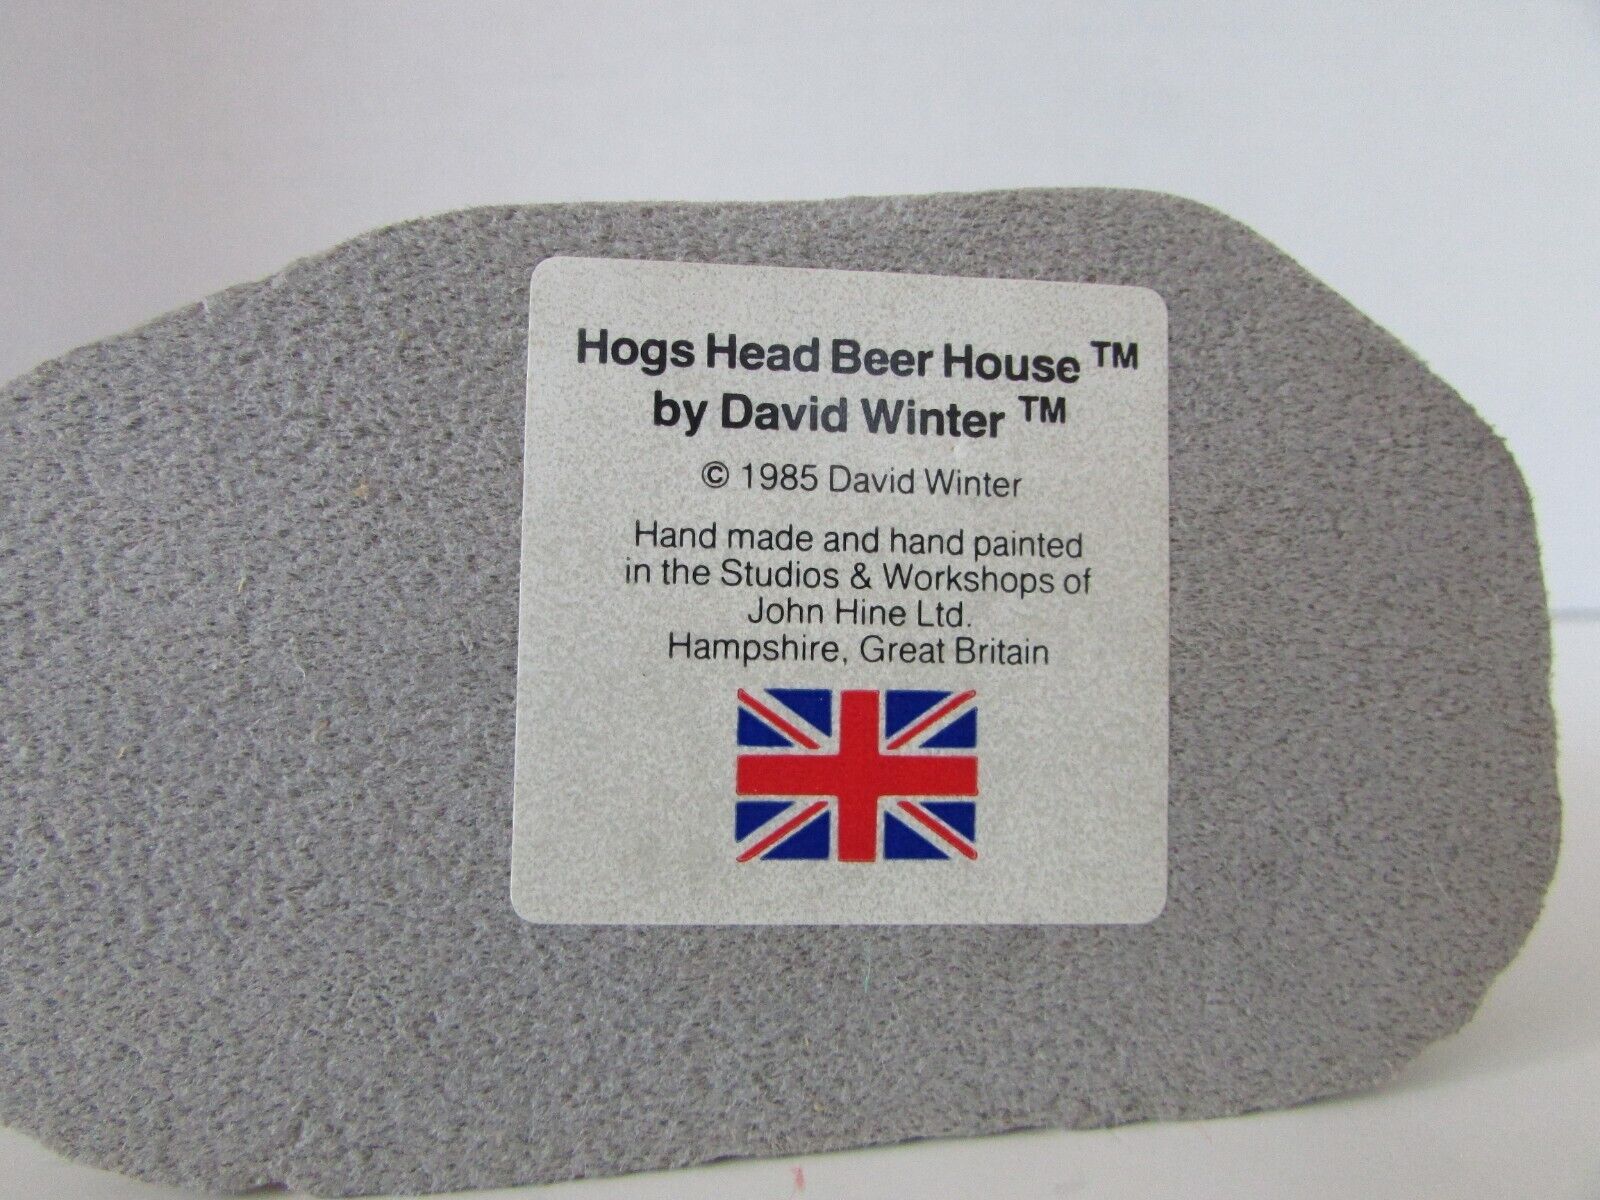 Hogs Head Beer House ™
by David Winter ™
© 1985 David Winter
Hand made and hand painted
in the Studios & Workshops of
John Hine Ltd.
Hampshire, Great Britain